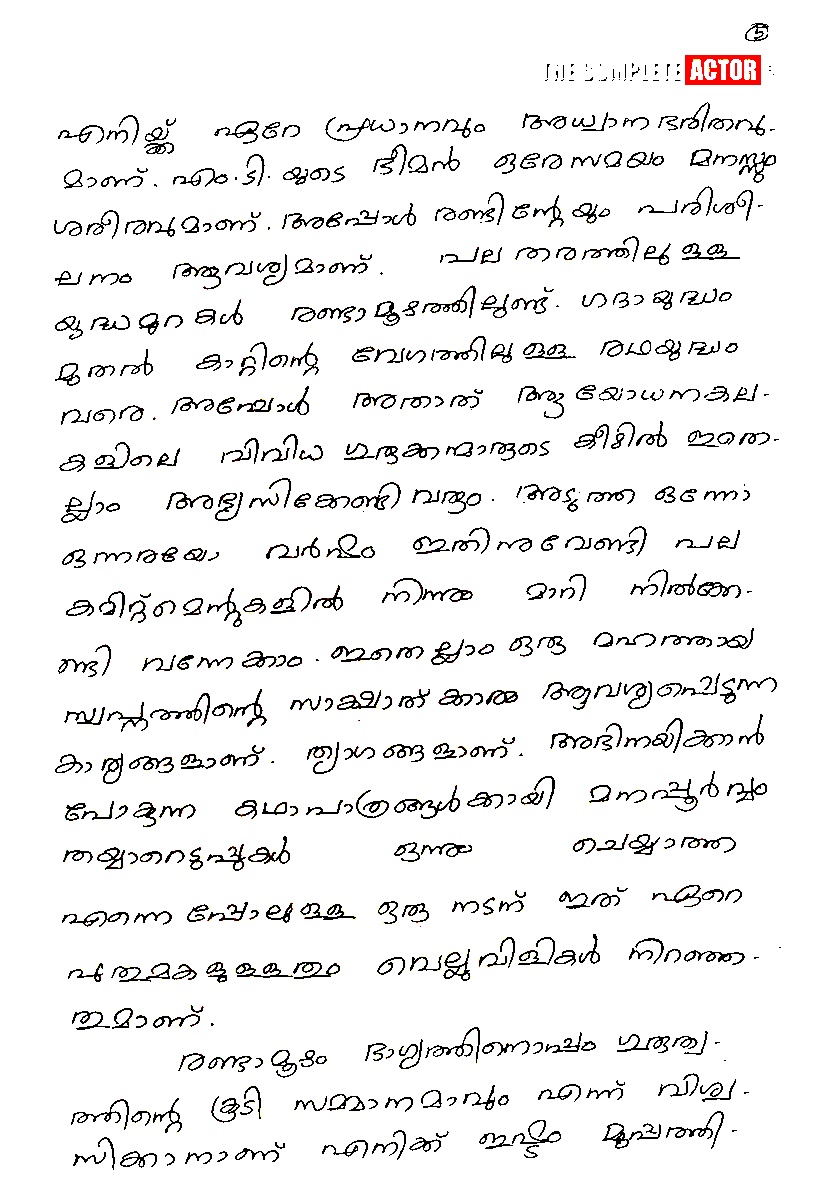 5
THE COMPLETE ACTOR
എനിയ്ക്ക് ഏറേ പ്രധാനവും അധ്വാനഭരിതവു-
മാണ്. എം.ടി.യുടെ ഭീമൻ ഒരേസമയം മനസ്സും
ശരീരവുമാണ്. അപ്പോൾ രണ്ടിന്റേയും പരിശീ-
ലനം ആവശ്യമാണ്. പലതരത്തിലുള്ള
യുദ്ധമുറകൾ രണ്ടാമൂഴത്തിലുണ്ട്. ഗദായുദ്ധം
മുതൽ കാറ്റിന്റെ വേഗത്തിലുള്ള രഥയുദ്ധം
വരെ. അപ്പോൾ അതാത് ആയോധനകല-
കളിലെ വിവിധ ഗുരുക്കന്മാരുടെ കീഴിൽ ഇതെ-
ല്ലാം അഭ്യസിക്കേണ്ടിവരും. അടുത്ത ഒന്നോ
ഒന്നരയോ വർഷം ഇതിനുവേണ്ടി പല
കമിറ്റ്മെന്റുകളിൽ നിന്നും മാറി നിൽക്കേ-
ണ്ടി വന്നേക്കാം. ഇതെല്ലാം ഒരു മഹത്തായ
സ്വപ്നത്തിന്റെ സാക്ഷാത്ക്കാരം ആവശ്യപ്പെടുന്ന
കാര്യങ്ങളാണ്. ത്യാഗങ്ങളാണ്. അഭിനയിക്കാൻ
പോകുന്ന കഥാപാത്രങ്ങൾക്കായി മനപ്പൂർവ്വം
തയ്യാറെടുപ്പുകൾ ഒന്നും ചെയ്യാത്ത
എന്നെപ്പോലുള്ള ഒരു നടന് ഇത് ഏറെ
പുതുമകളുള്ളതും വെല്ലുവിളികൾ നിറഞ്ഞ-
തുമാണ്.
രണ്ടാമൂഴം ഭാഗ്യത്തിനൊപ്പം ഗുരുത്വ-
ത്തിന്റെ കൂടി സമ്മാനമാവും എന്ന് വിശ്വ-
സിക്കാനാണ് എനിക്ക് ഇഷ്ടം മുപ്പത്തി-